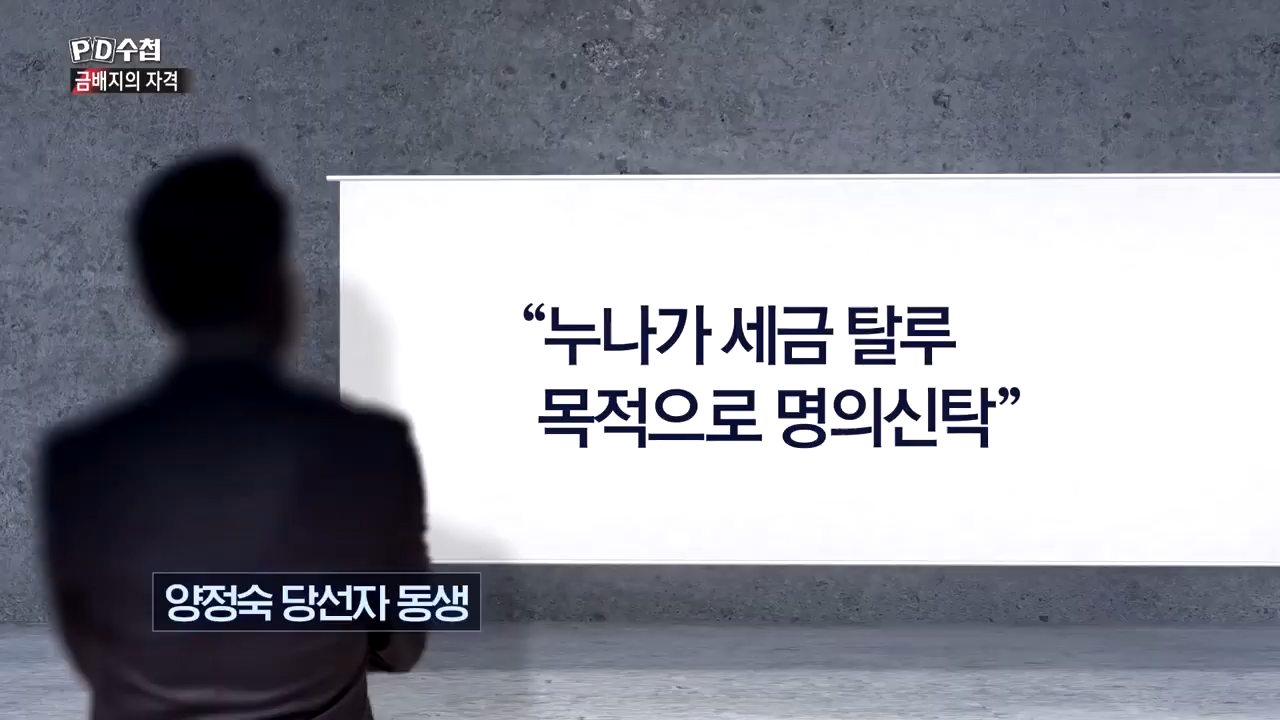 PD수첩
금배지의 자격
“누나가 세금 탈루
목적으로 명의신탁”
양정숙 당선자 동생